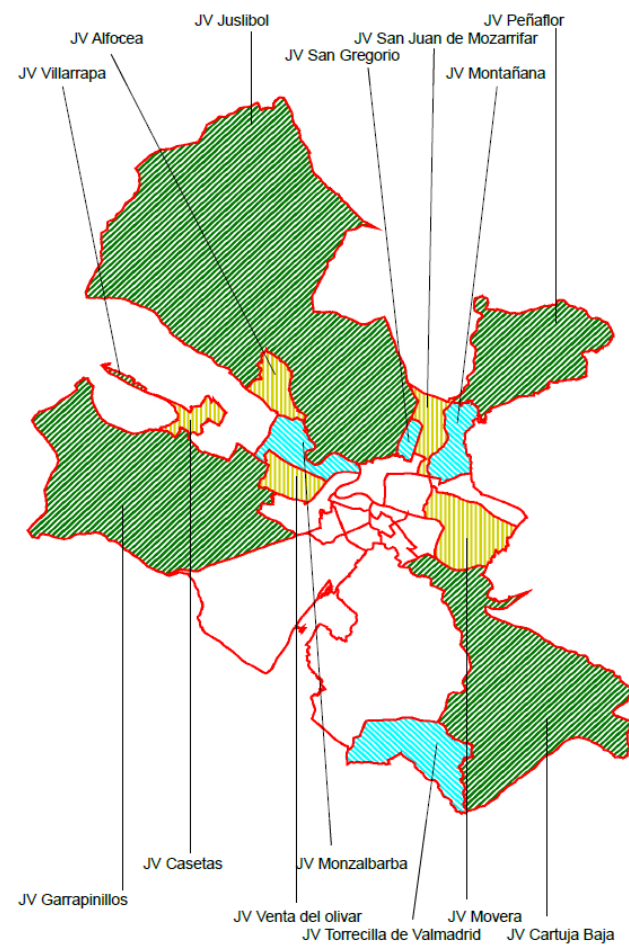 JV Juslibol
JV Peñaflor
JV Alfocea
JV San Juan de Mozarrifar
JV San Gregorio
JV Villarrapa
JV Montañana
JV Casetas
JV Monzalbarba
JV Garrapinillos
JV Venta del olivar
JV Movera
JV Torrecilla de Valmadrid
JV Cartuja Baja